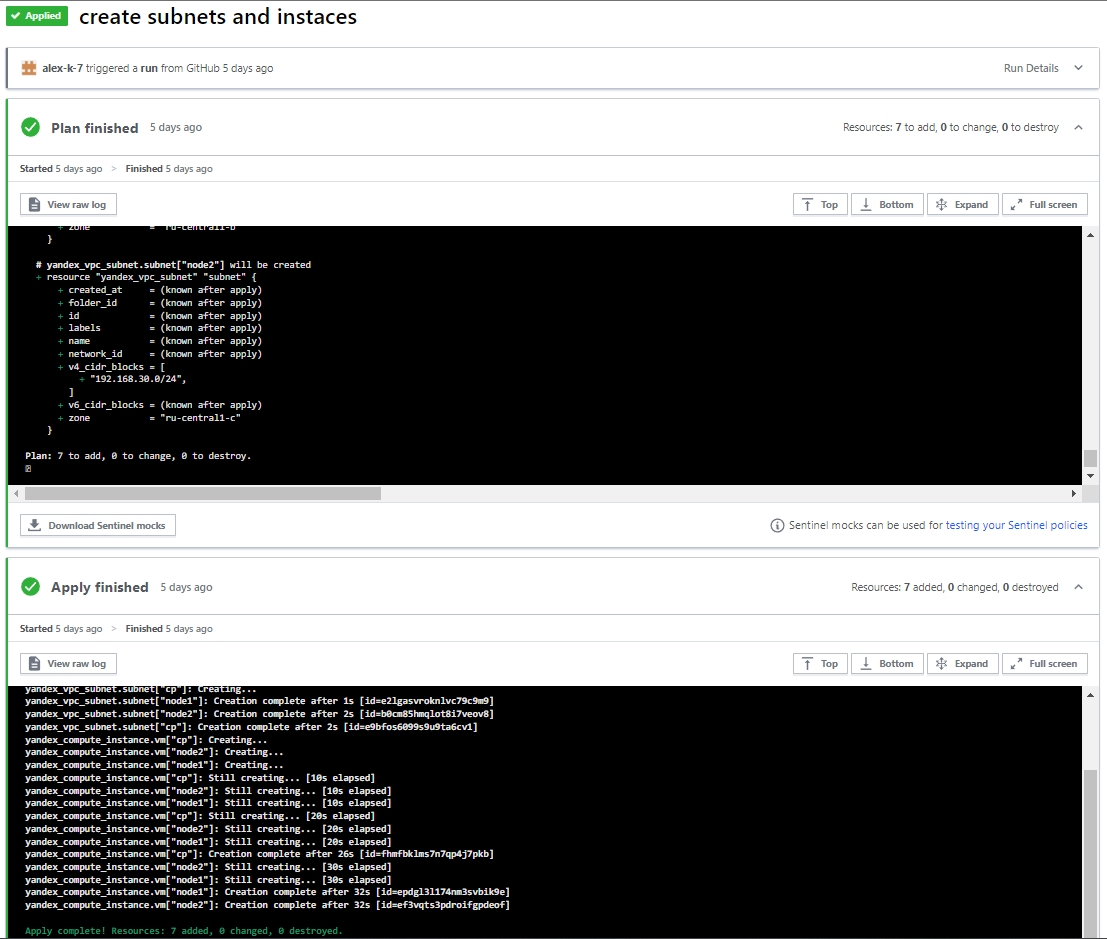 Applied create subnets and instaces
alex-k-7 triggered a run from GitHub 5 days ago Run Details
Plan finished 5 days ago Resources: 7 to add, 0 to change, 0 to destroy
Started 5 days ago > Finished 5 days ago
View raw log Top Bottom Expand Full screen
+ zone = "ru-central1-b"
}
# yandex_vpc_subnet.subnet["node2"] will be created
+ resource "yandex_vpc_subnet" "subnet" {
+ created_at = (known after apply)
+ folder_id = (known after apply)
+ id = (known after apply)
+ labels = (known after apply)
+ name = (known after apply)
+ network_id = (known after apply)
+ v4_cidr_blocks = [
+ "192.168.30.0/24",
]
+ v6_cidr_blocks = (known after apply)
+ zone = "ru-central1-c"
}
Plan: 7 to add, 0 to change, 0 to destroy.
Download Sentinel mocks Sentinel mocks can be used for testing your Sentinel policies
Apply finished 5 days ago Resources: 7 added, 0 changed, 0 destroyed
Started 5 days ago > Finished 5 days ago
View raw log Top Bottom Expand Full screen
yandex_vpc_subnet.subnet["cp"]: Creating...
yandex_vpc_subnet.subnet["node1"]: Creation complete after 1s [id=e2lgasvroknlvc79c9m9]
yandex_vpc_subnet.subnet["node2"]: Creation complete after 2s [id=b0cm85hmqlot8i7veov8]
yandex_vpc_subnet.subnet["cp"]: Creation complete after 2s [id=e9bfos6099s9u9ta6cv1]
yandex_compute_instance.vm["cp"]: Creating...
yandex_compute_instance.vm["node2"]: Creating...
yandex_compute_instance.vm["node1"]: Creating...
yandex_compute_instance.vm["cp"]: Still creating... [10s elapsed]
yandex_compute_instance.vm["node2"]: Still creating... [10s elapsed]
yandex_compute_instance.vm["node1"]: Still creating... [10s elapsed]
yandex_compute_instance.vm["cp"]: Still creating... [20s elapsed]
yandex_compute_instance.vm["node2"]: Still creating... [20s elapsed]
yandex_compute_instance.vm["node1"]: Still creating... [20s elapsed]
yandex_compute_instance.vm["cp"]: Creation complete after 26s [id=fhmfbklms7n7qp4j7pkb]
yandex_compute_instance.vm["node2"]: Still creating... [30s elapsed]
yandex_compute_instance.vm["node1"]: Still creating... [30s elapsed]
yandex_compute_instance.vm["node1"]: Creation complete after 32s [id=epdgl3l174nm3svbik9e]
yandex_compute_instance.vm["node2"]: Creation complete after 32s [id=ef3vqts3pdroifgpdeof]
Apply complete! Resources: 7 added, 0 changed, 0 destroyed.